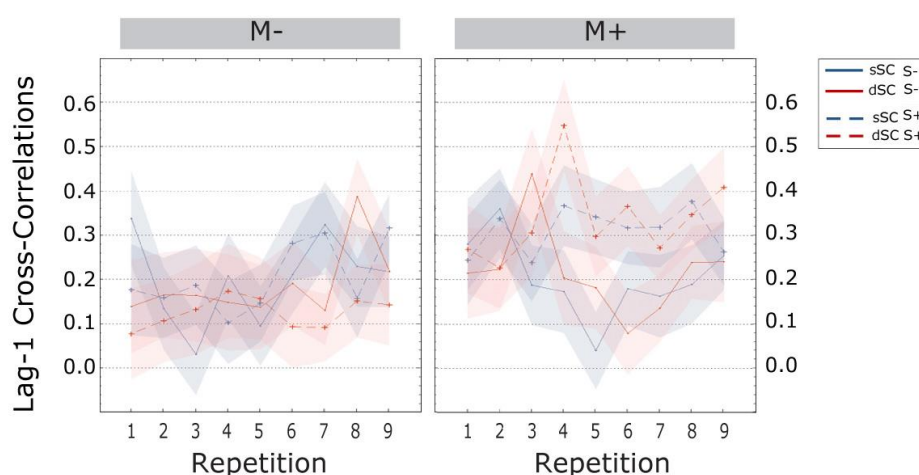 M-
M+
Lag-1 Cross-Correlations
0.6
0.5
0.4
0.3
0.2
0.1
0.0
0.6
0.5
0.4
0.3
0.2
0.1
0.0
1 2 3 4 5 6 7 8 9
1 2 3 4 5 6 7 8 9
Repetition
Repetition
sSC S-
dSC S-
sSC S+
dSC S+